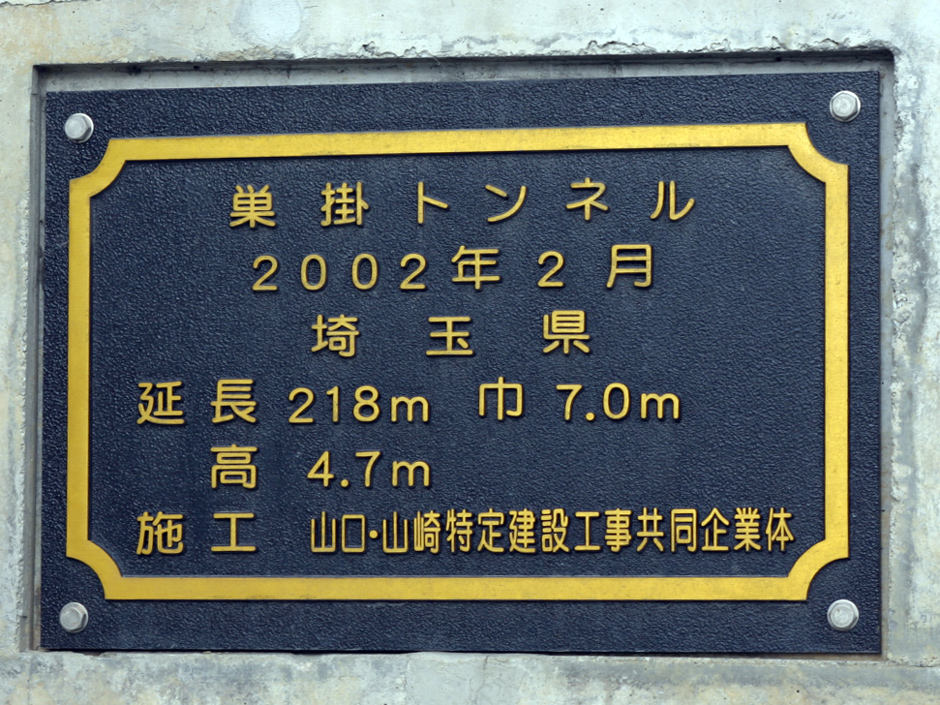 巣掛トンネル
2002年2月
埼玉県
延長 218m 巾 7.0m
高 4.7m
施工 山口・山崎特定建設工事共同企業体